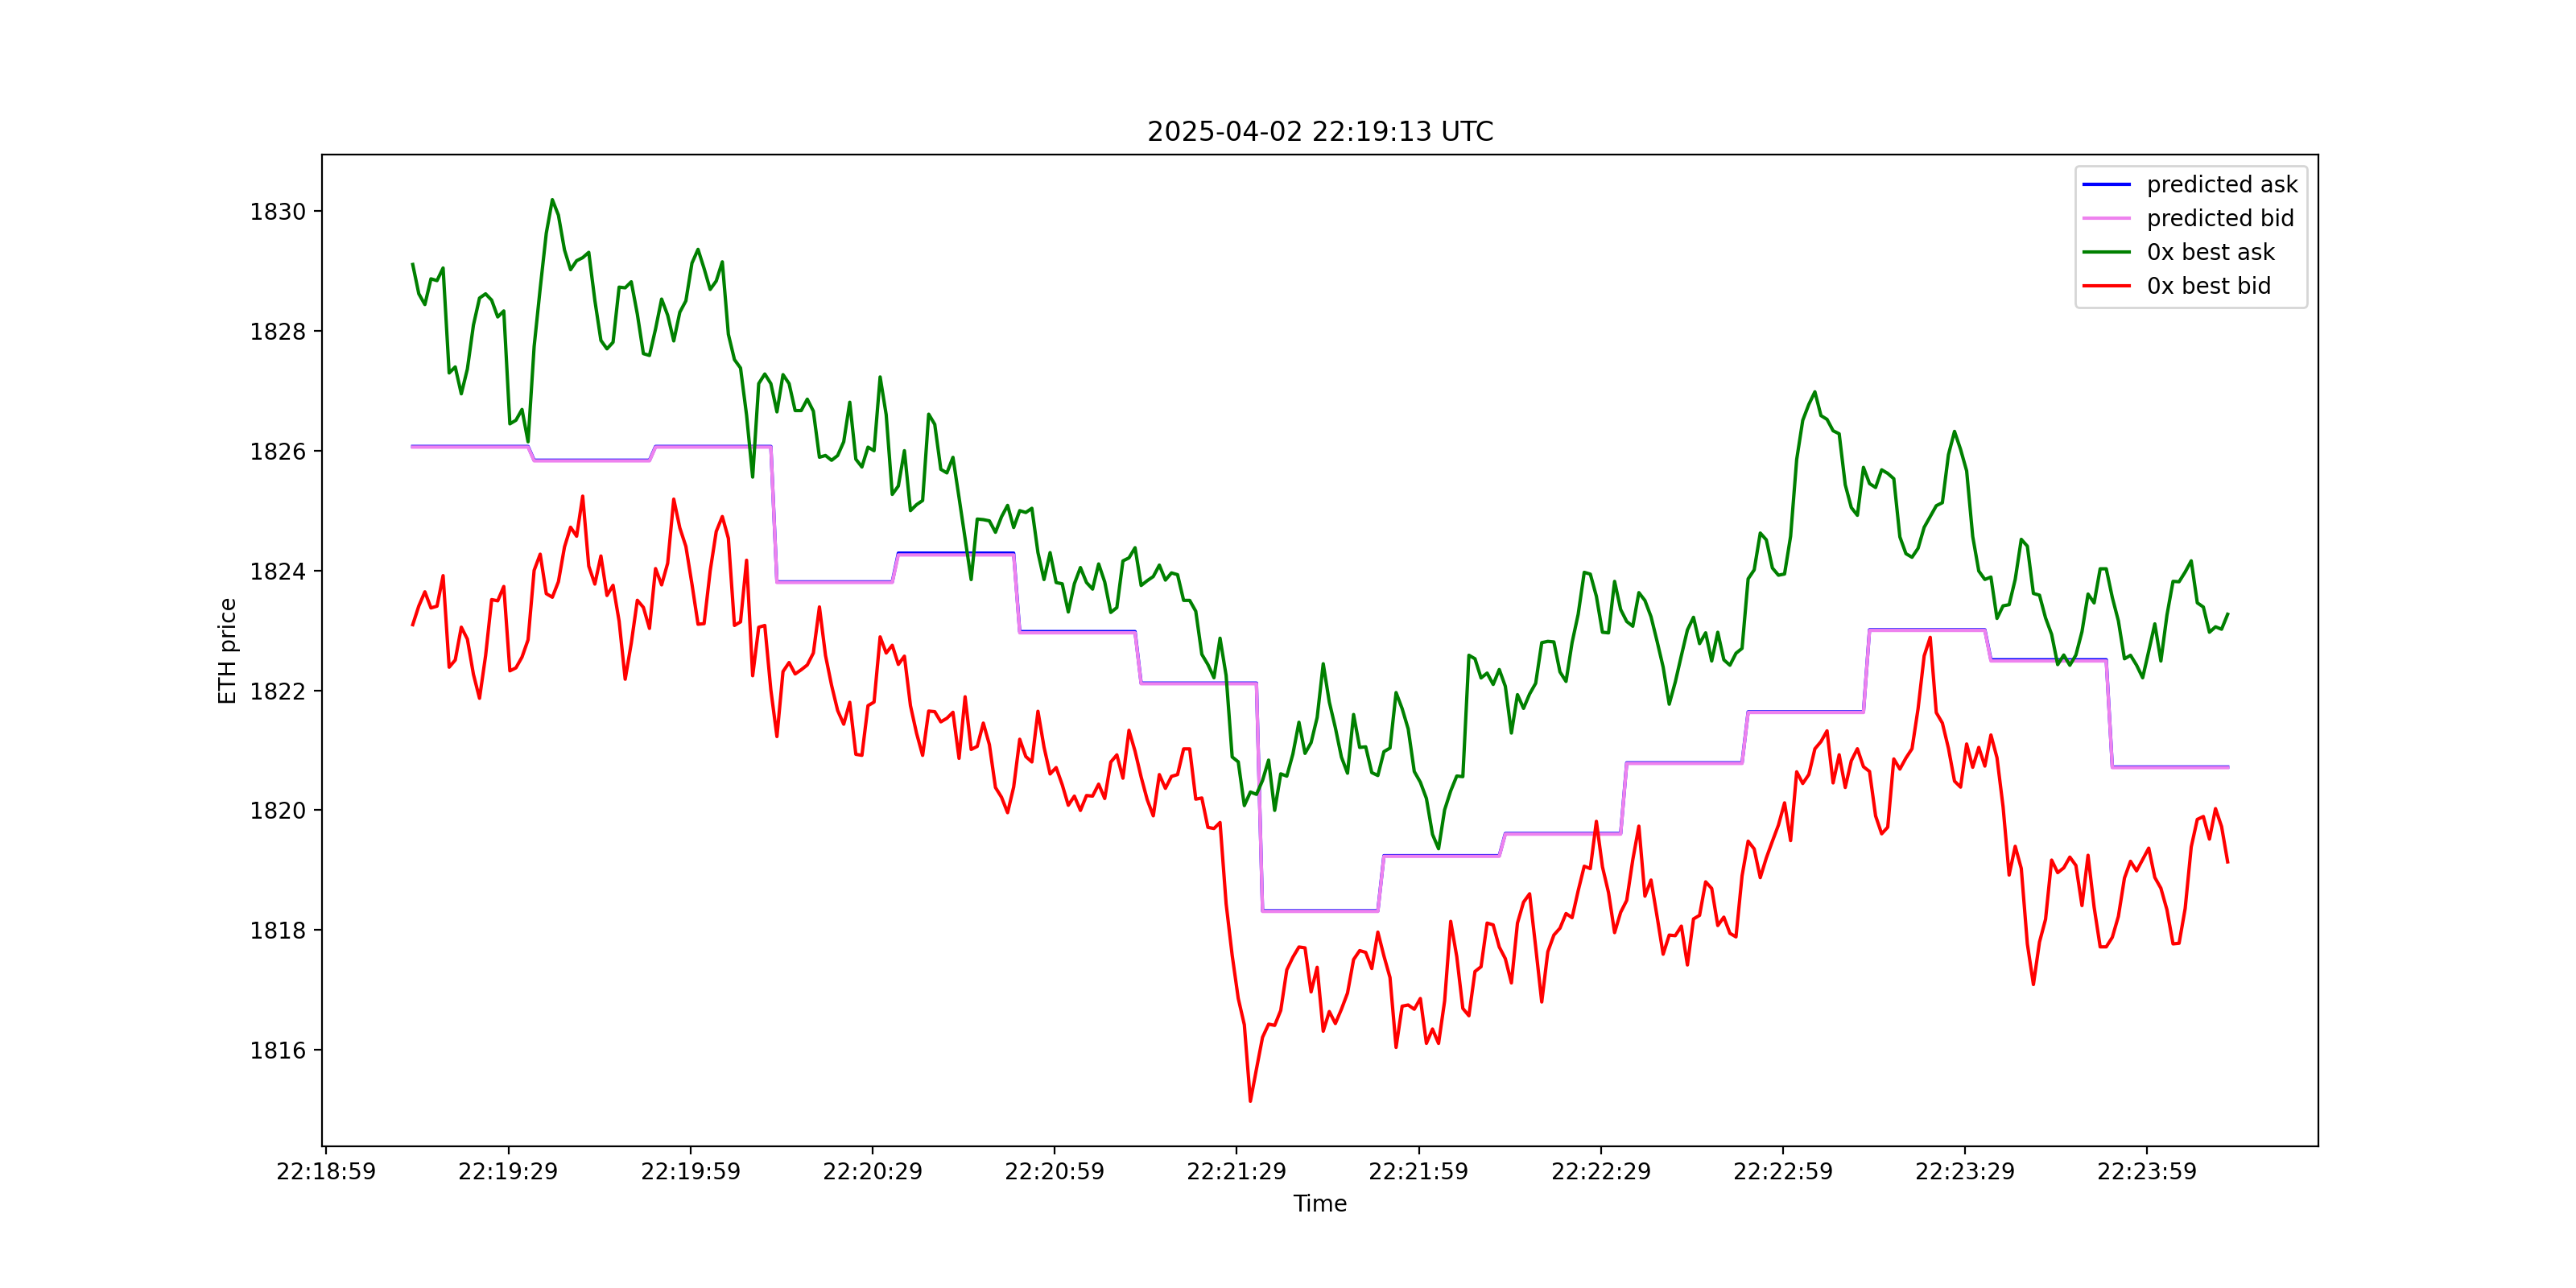 2025-04-02 22:19:13 UTC
predicted ask
predicted bid
0x best ask
0x best bid
ETH price
1830
1828
1826
1824
1822
1820
1818
1816
22:18:59 22:19:29 22:19:59 22:20:29 22:20:59 22:21:29 22:21:59 22:22:29 22:22:59 22:23:29 22:23:59
Time